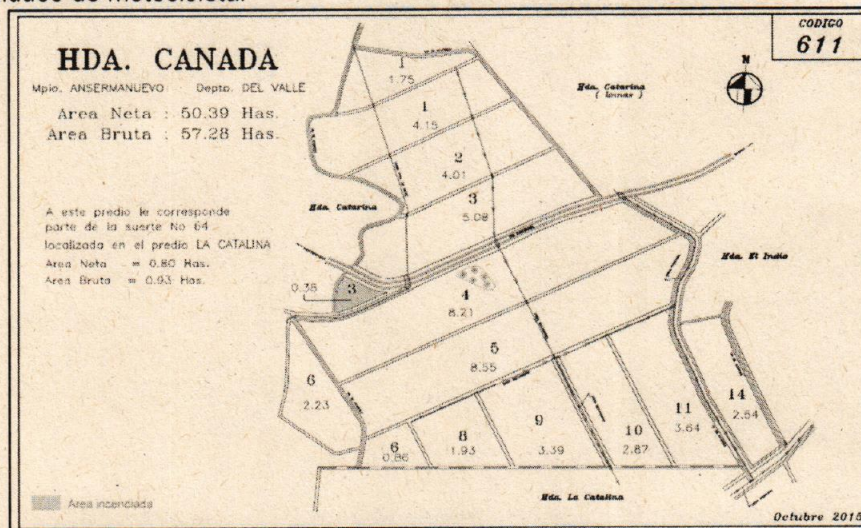 CODIGO
611
HDA. CANADA
Mpio. ANSERMANUEVO Depto. DEL VALLE
Area Neta : 50.39 Has.
Area Bruta : 57.28 Has.
N
Hda. Catarina
( lomas )
1
1.75
1
4.15
2
4.01
3
5.08
Hda. Catarina
A este predio le corresponde
parte de la suerte No 64
localizada en el predio LA CATALINA
Area Neta = 0.80 Has.
Area Bruta = 0.93 Has.
Hda. El Indio
0.38
3
4
8.21
5
8.55
6
2.23
6
0.86
8
1.93
9
3.39
10
2.87
11
3.64
14
2.54
Hda. La Catalina
Area incendiada
Octubre 2015